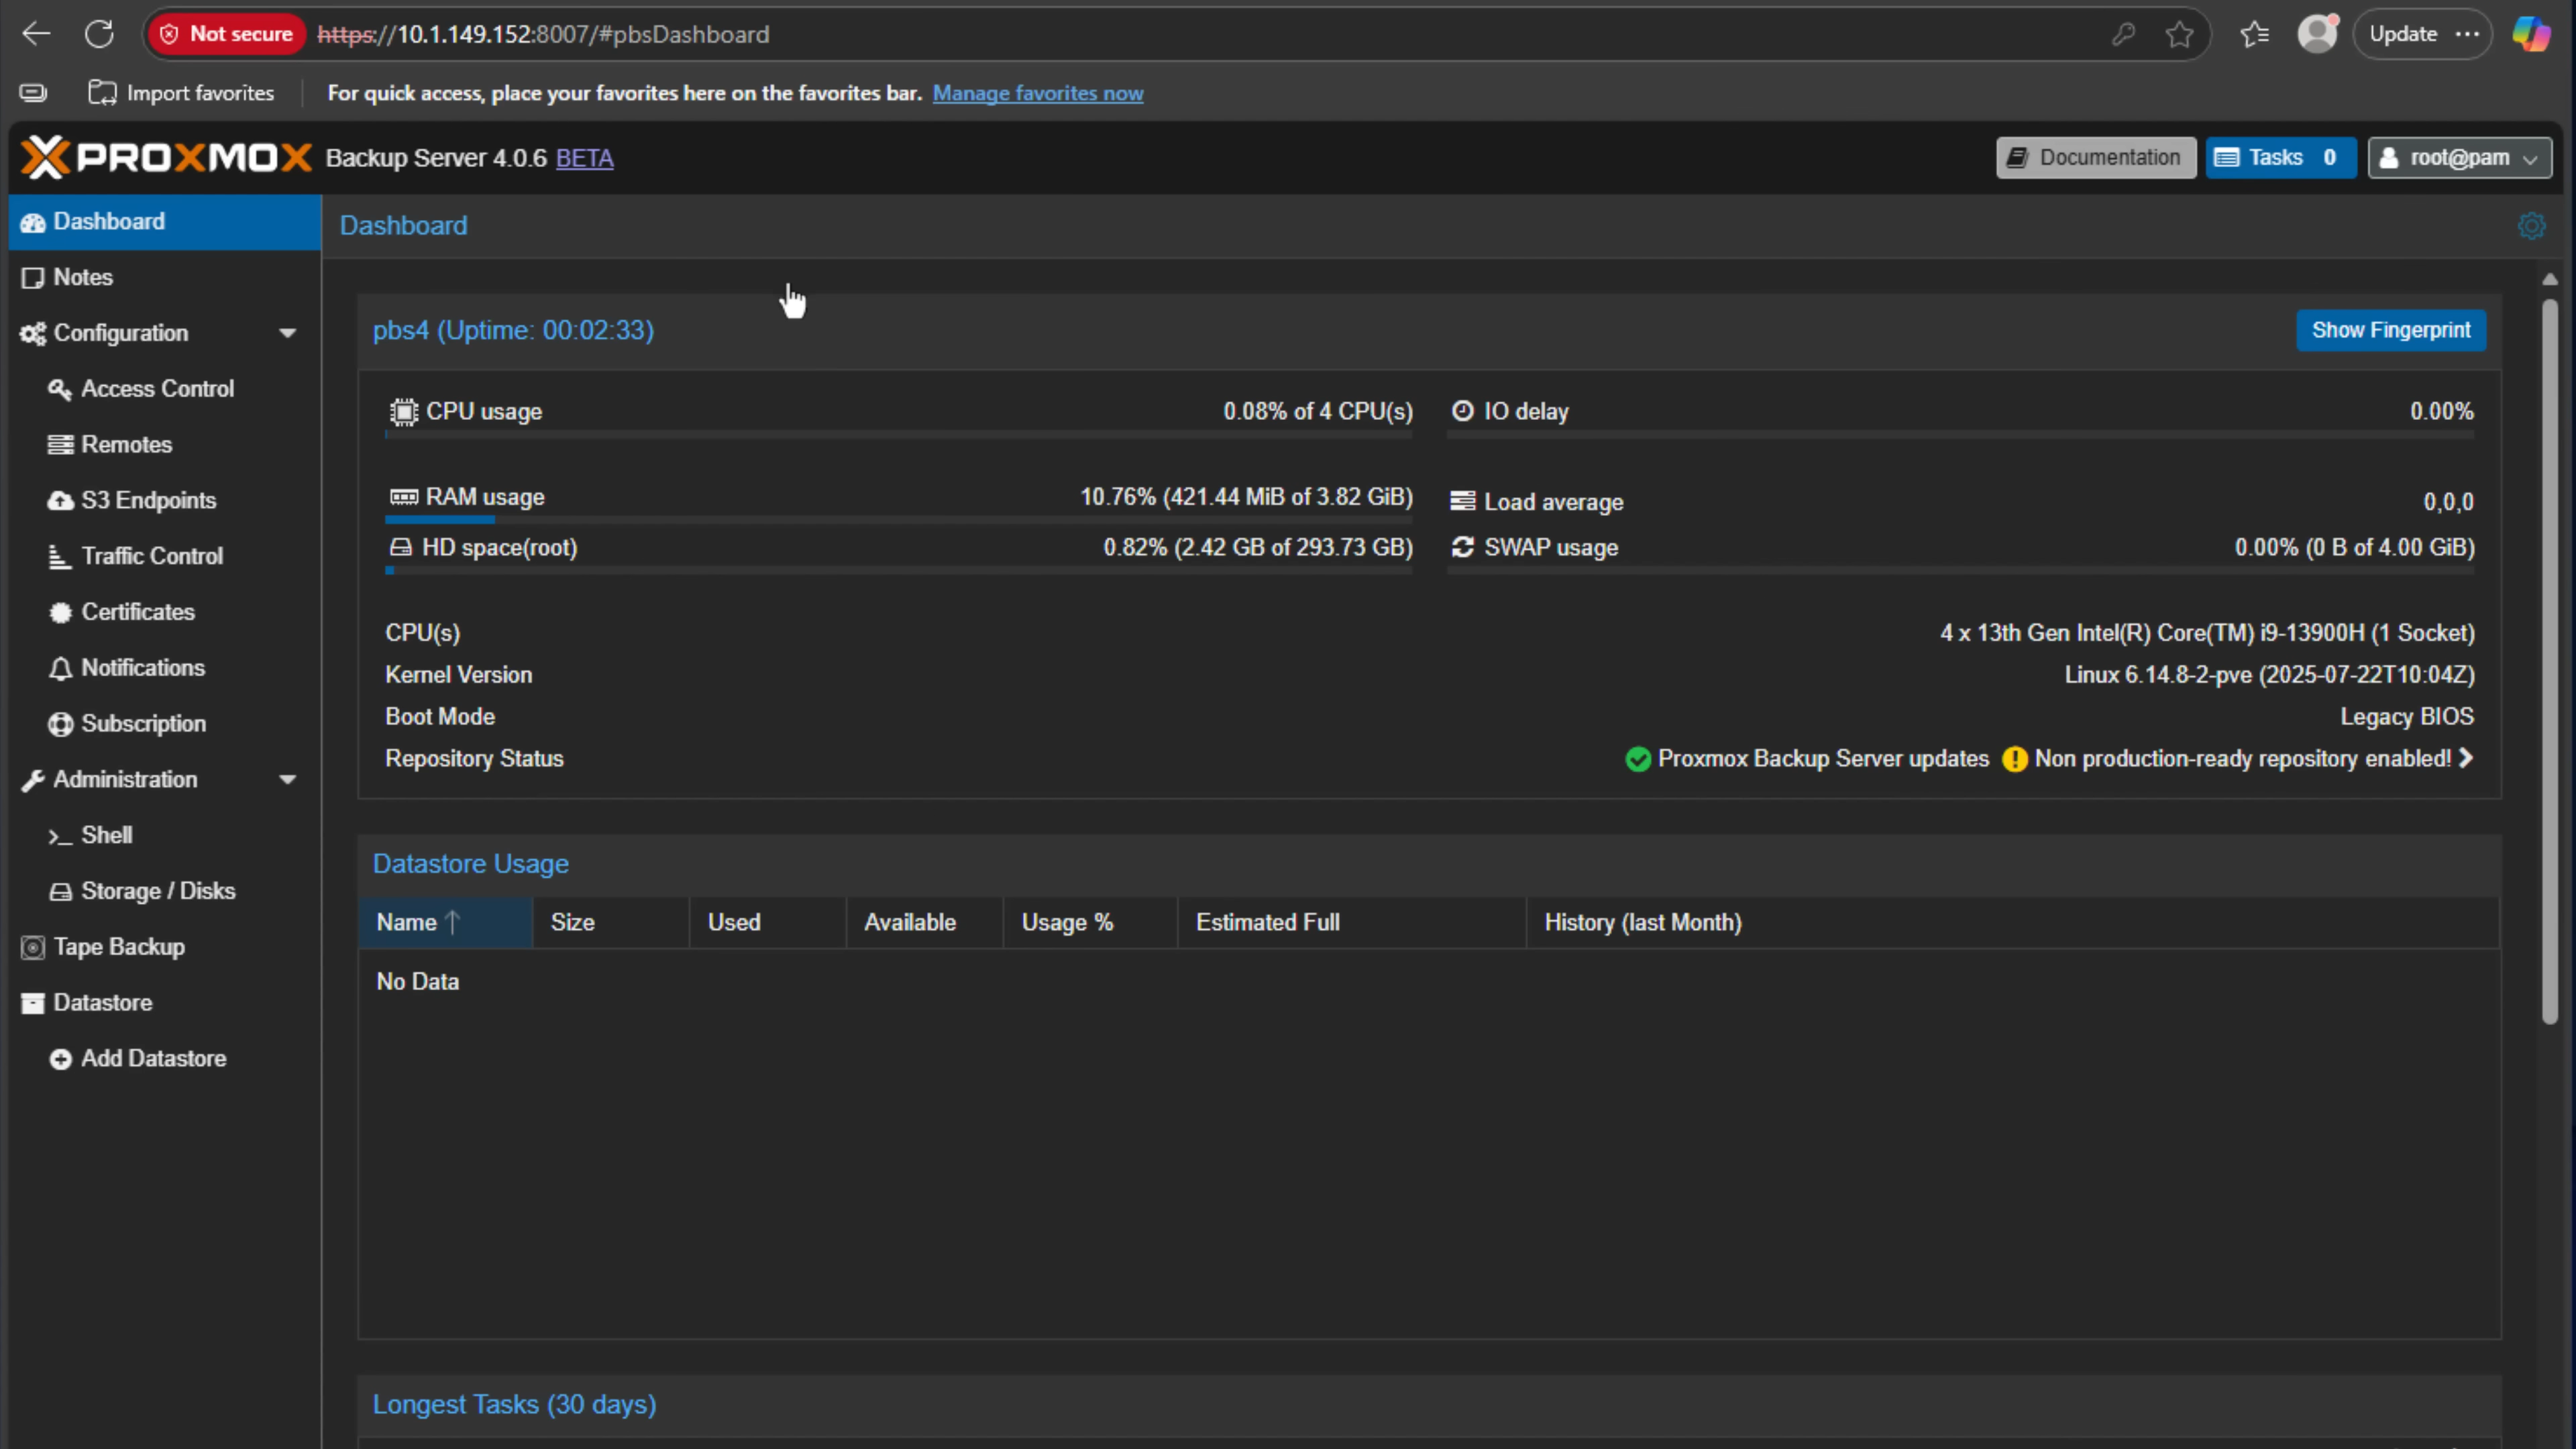 Not secure https://10.1.149.152:8007/#pbsDashboard Update
Import favorites For quick access, place your favorites here on the favorites bar. Manage favorites now
PROXMOX Backup Server 4.0.6 BETA Documentation Tasks 0 root@pam
Dashboard
Notes
Configuration
Access Control
Remotes
S3 Endpoints
Traffic Control
Certificates
Notifications
Subscription
Administration
Shell
Storage / Disks
Tape Backup
Datastore
Add Datastore
Dashboard
pbs4 (Uptime: 00:02:33) Show Fingerprint
CPU usage 0.08% of 4 CPU(s) IO delay 0.00%
RAM usage 10.76% (421.44 MiB of 3.82 GiB) Load average 0,0,0
HD space(root) 0.82% (2.42 GB of 293.73 GB) SWAP usage 0.00% (0 B of 4.00 GiB)
CPU(s) 4 x 13th Gen Intel(R) Core(TM) i9-13900H (1 Socket)
Kernel Version Linux 6.14.8-2-pve (2025-07-22T10:04Z)
Boot Mode Legacy BIOS
Repository Status Proxmox Backup Server updates Non production-ready repository enabled!
Datastore Usage
Name Size Used Available Usage % Estimated Full History (last Month)
No Data
Longest Tasks (30 days)